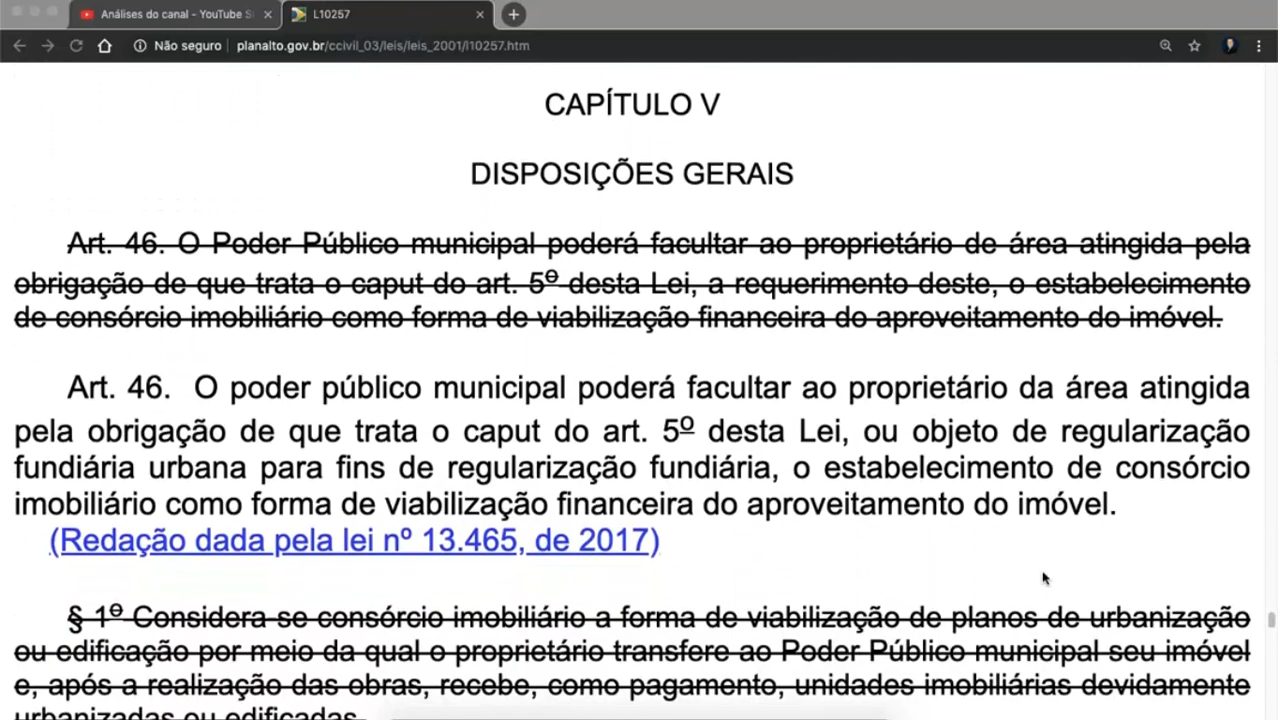 Análises do canal - YouTube S
L10257
Não seguro planalto.gov.br/ccivil_03/leis/leis_2001/l10257.htm
CAPÍTULO V
DISPOSIÇÕES GERAIS
Art. 46. O Poder Público municipal poderá facultar ao proprietário de área atingida pela
obrigação de que trata o caput do art. 5º desta Lei, a requerimento deste, o estabelecimento
de consórcio imobiliário como forma de viabilização financeira do aproveitamento do imóvel.
Art. 46. O poder público municipal poderá facultar ao proprietário da área atingida
pela obrigação de que trata o caput do art. 5º desta Lei, ou objeto de regularização
fundiária urbana para fins de regularização fundiária, o estabelecimento de consórcio
imobiliário como forma de viabilização financeira do aproveitamento do imóvel.
(Redação dada pela lei nº 13.465, de 2017)
§ 1º Considera se consórcio imobiliário a forma de viabilização de planos de urbanização
ou edificação por meio da qual o proprietário transfere ao Poder Público municipal seu imóvel
e, após a realização das obras, recebe, como pagamento, unidades imobiliárias devidamente
urbanizadas ou edificadas.